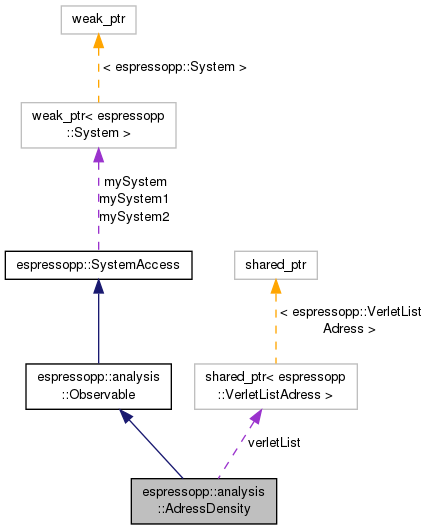 weak_ptr
< espressopp::System >
weak_ptr< espressopp
::System >
mySystem
mySystem1
mySystem2
espressopp::SystemAccess
shared_ptr
< espressopp::VerletList
Adress >
espressopp::analysis
::Observable
shared_ptr< espressopp
::VerletListAdress >
verletList
espressopp::analysis
::AdressDensity